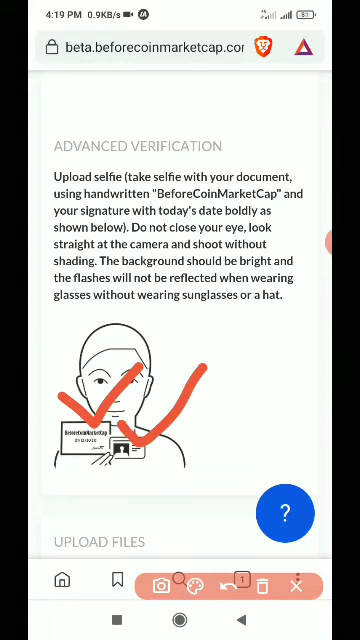 4:19 PM 0.9KB/s
81
beta.beforecoinmarketcap.cor
ADVANCED VERIFICATION
Upload selfie (take selfie with your document,
using handwritten "BeforeCoinMarketCap" and
your signature with today's date boldly as
shown below). Do not close your eye, look
straight at the camera and shoot without
shading. The background should be bright and
the flashes will not be reflected when wearing
glasses without wearing sunglasses or a hat.
BeforeCoinMarketCap
?
UPLOAD FILES
1